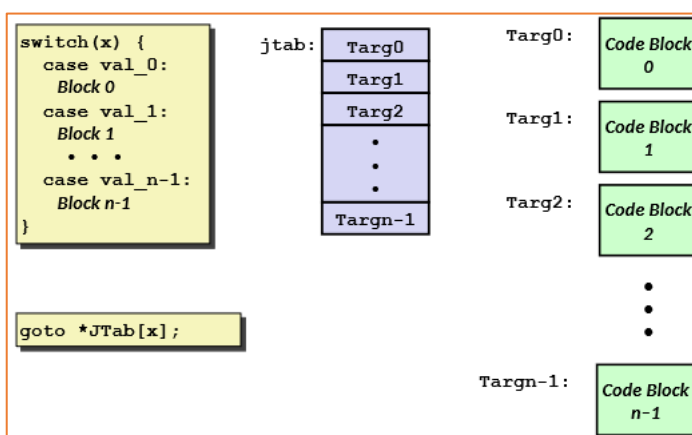 switch(x) {
case val_0:
Block 0
case val_1:
Block 1
• • •
case val_n-1:
Block n-1
}
goto *JTab[x];
jtab:
Targ0
Targ1
Targ2
•
•
•
Targn-1
Targ0:
Code Block
0
Targ1:
Code Block
1
Targ2:
Code Block
2
•
•
•
Targn-1:
Code Block
n-1